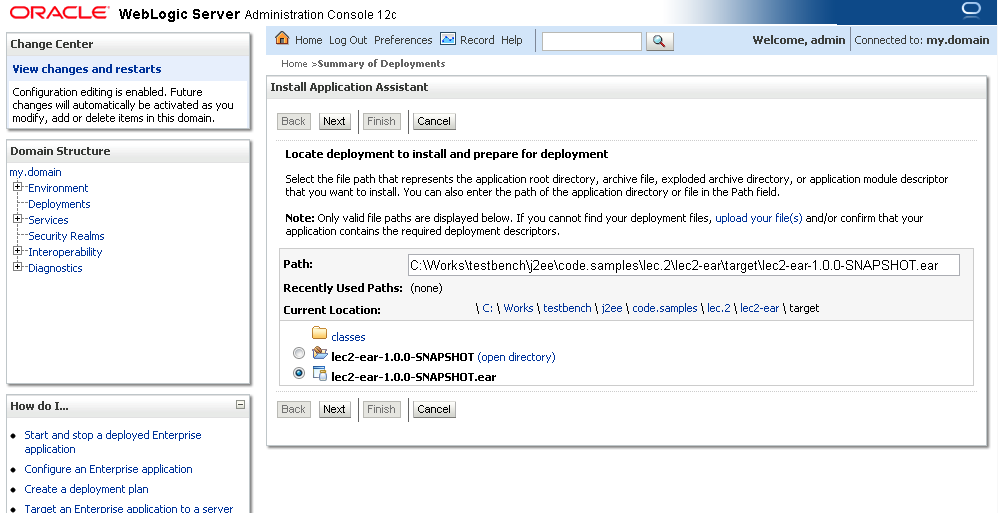 ORACLE WebLogic Server Administration Console 12c
Change Center
View changes and restarts
Configuration editing is enabled. Future
changes will automatically be activated as you
modify, add or delete items in this domain.
Domain Structure
my.domain
Environment
Deployments
Services
Security Realms
Interoperability
Diagnostics
How do I...
Start and stop a deployed Enterprise
application
Configure an Enterprise application
Create a deployment plan
Target an Enterprise application to a server
Home Log Out Preferences Record Help
Welcome, admin Connected to: my.domain
Home >Summary of Deployments
Install Application Assistant
Back Next Finish Cancel
Locate deployment to install and prepare for deployment
Select the file path that represents the application root directory, archive file, exploded archive directory, or application module descriptor
that you want to install. You can also enter the path of the application directory or file in the Path field.
Note: Only valid file paths are displayed below. If you cannot find your deployment files, upload your file(s) and/or confirm that your
application contains the required deployment descriptors.
Path: C:\Works\testbench\j2ee\code.samples\lec.2\lec2-ear\target\lec2-ear-1.0.0-SNAPSHOT.ear
Recently Used Paths: (none)
Current Location: \ C: \ Works \ testbench \ j2ee \ code.samples \ lec.2 \ lec2-ear \ target
classes
lec2-ear-1.0.0-SNAPSHOT (open directory)
lec2-ear-1.0.0-SNAPSHOT.ear
Back Next Finish Cancel